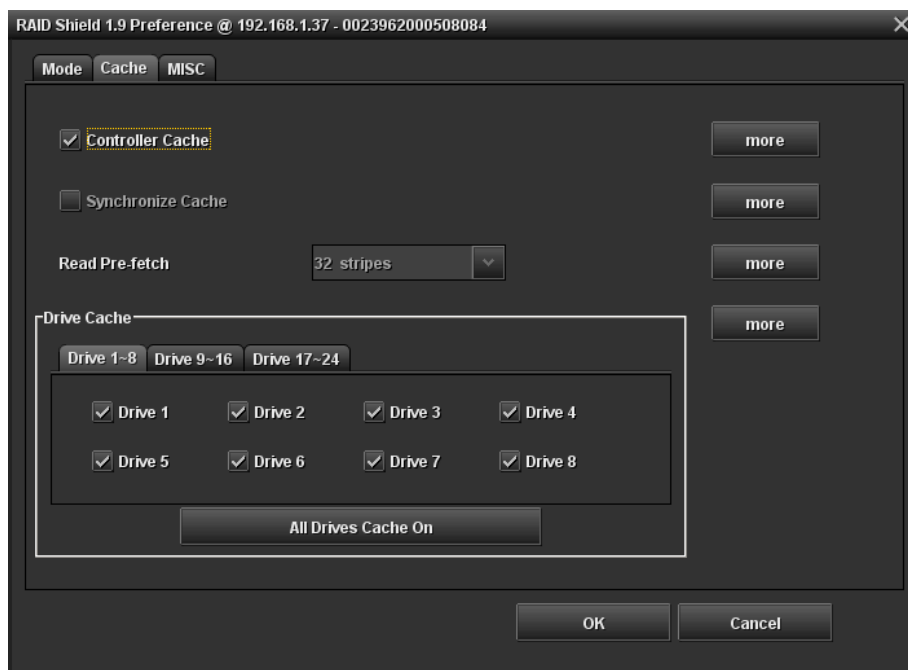 RAID Shield 1.9 Preference @ 192.168.1.37 - 0023962000508084
Mode Cache MISC
Controller Cache more
Synchronize Cache more
Read Pre-fetch 32 stripes more
Drive Cache more
Drive 1~8 Drive 9~16 Drive 17~24
Drive 1 Drive 2 Drive 3 Drive 4
Drive 5 Drive 6 Drive 7 Drive 8
All Drives Cache On
OK Cancel